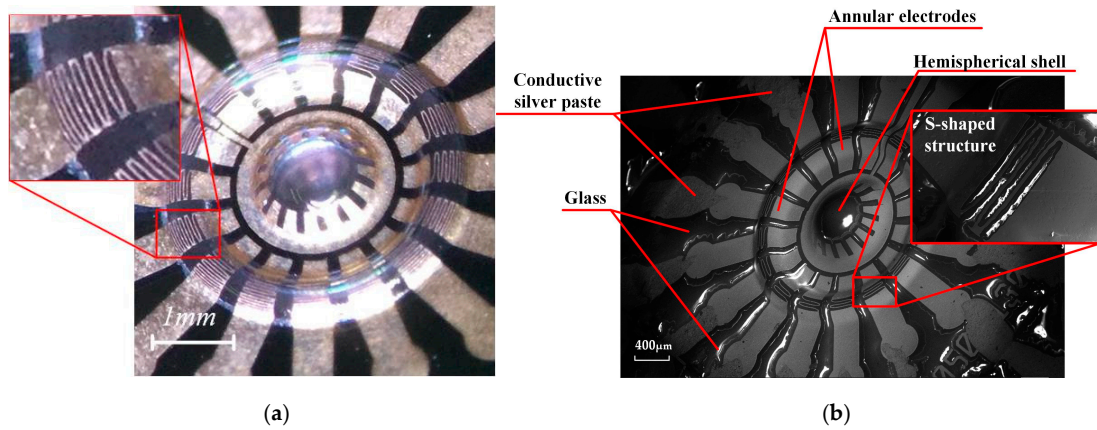 1mm
Annular electrodes
Hemispherical shell
Conductive
silver paste
S-shaped
structure
Glass
400μm
(a)
(b)